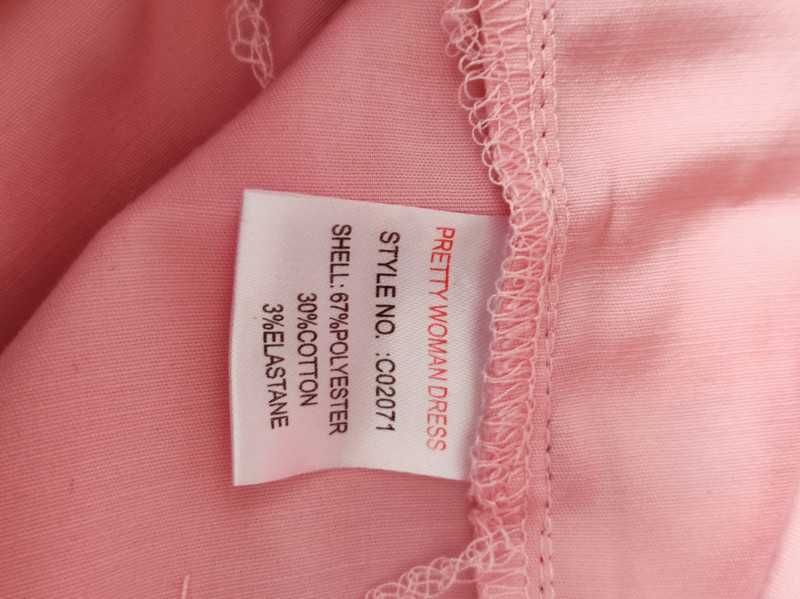 PRETTY WOMAN DRESS
STYLE NO. :C02071
SHELL: 67%POLYESTER
30%COTTON
3%ELASTANE